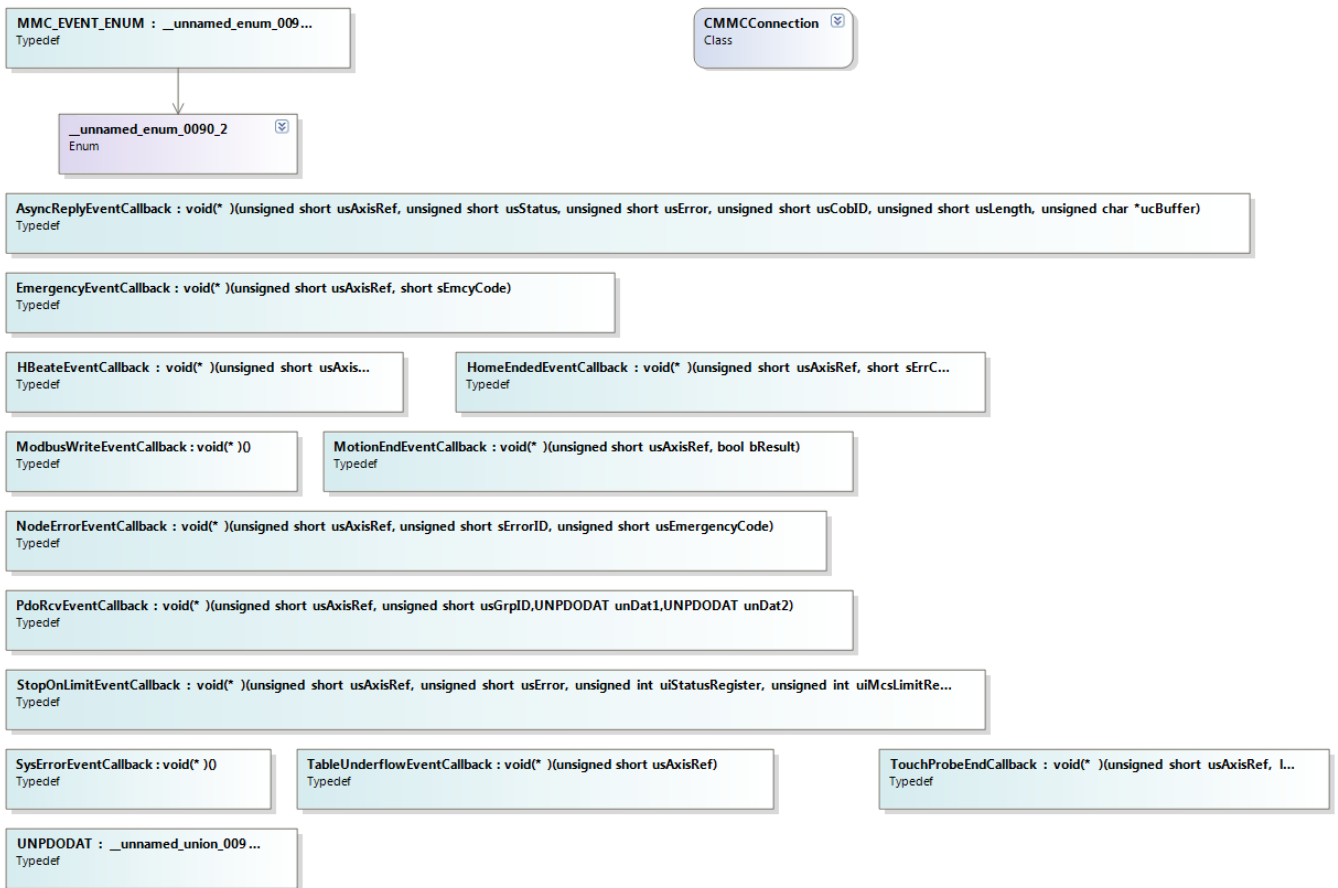 MMC_EVENT_ENUM : __unnamed_enum_009...
Typedef
CMMCConnection
Class
__unnamed_enum_0090_2
Enum
AsyncReplyEventCallback : void(* )(unsigned short usAxisRef, unsigned short usStatus, unsigned short usError, unsigned short usCobID, unsigned short usLength, unsigned char *ucBuffer)
Typedef
EmergencyEventCallback : void(* )(unsigned short usAxisRef, short sEmcyCode)
Typedef
HBeateEventCallback : void(* )(unsigned short usAxis...
Typedef
HomeEndedEventCallback : void(* )(unsigned short usAxisRef, short sErrC...
Typedef
ModbusWriteEventCallback : void(* )()
Typedef
MotionEndEventCallback : void(* )(unsigned short usAxisRef, bool bResult)
Typedef
NodeErrorEventCallback : void(* )(unsigned short usAxisRef, unsigned short sErrorID, unsigned short usEmergencyCode)
Typedef
PdoRcvEventCallback : void(* )(unsigned short usAxisRef, unsigned short usGrpID,UNPDODAT unDat1,UNPDODAT unDat2)
Typedef
StopOnLimitEventCallback : void(* )(unsigned short usAxisRef, unsigned short usError, unsigned int uiStatusRegister, unsigned int uiMcsLimitRe...
Typedef
SysErrorEventCallback : void(* )()
Typedef
TableUnderflowEventCallback : void(* )(unsigned short usAxisRef)
Typedef
TouchProbeEndCallback : void(* )(unsigned short usAxisRef, l...
Typedef
UNPDODAT : __unnamed_union_009...
Typedef